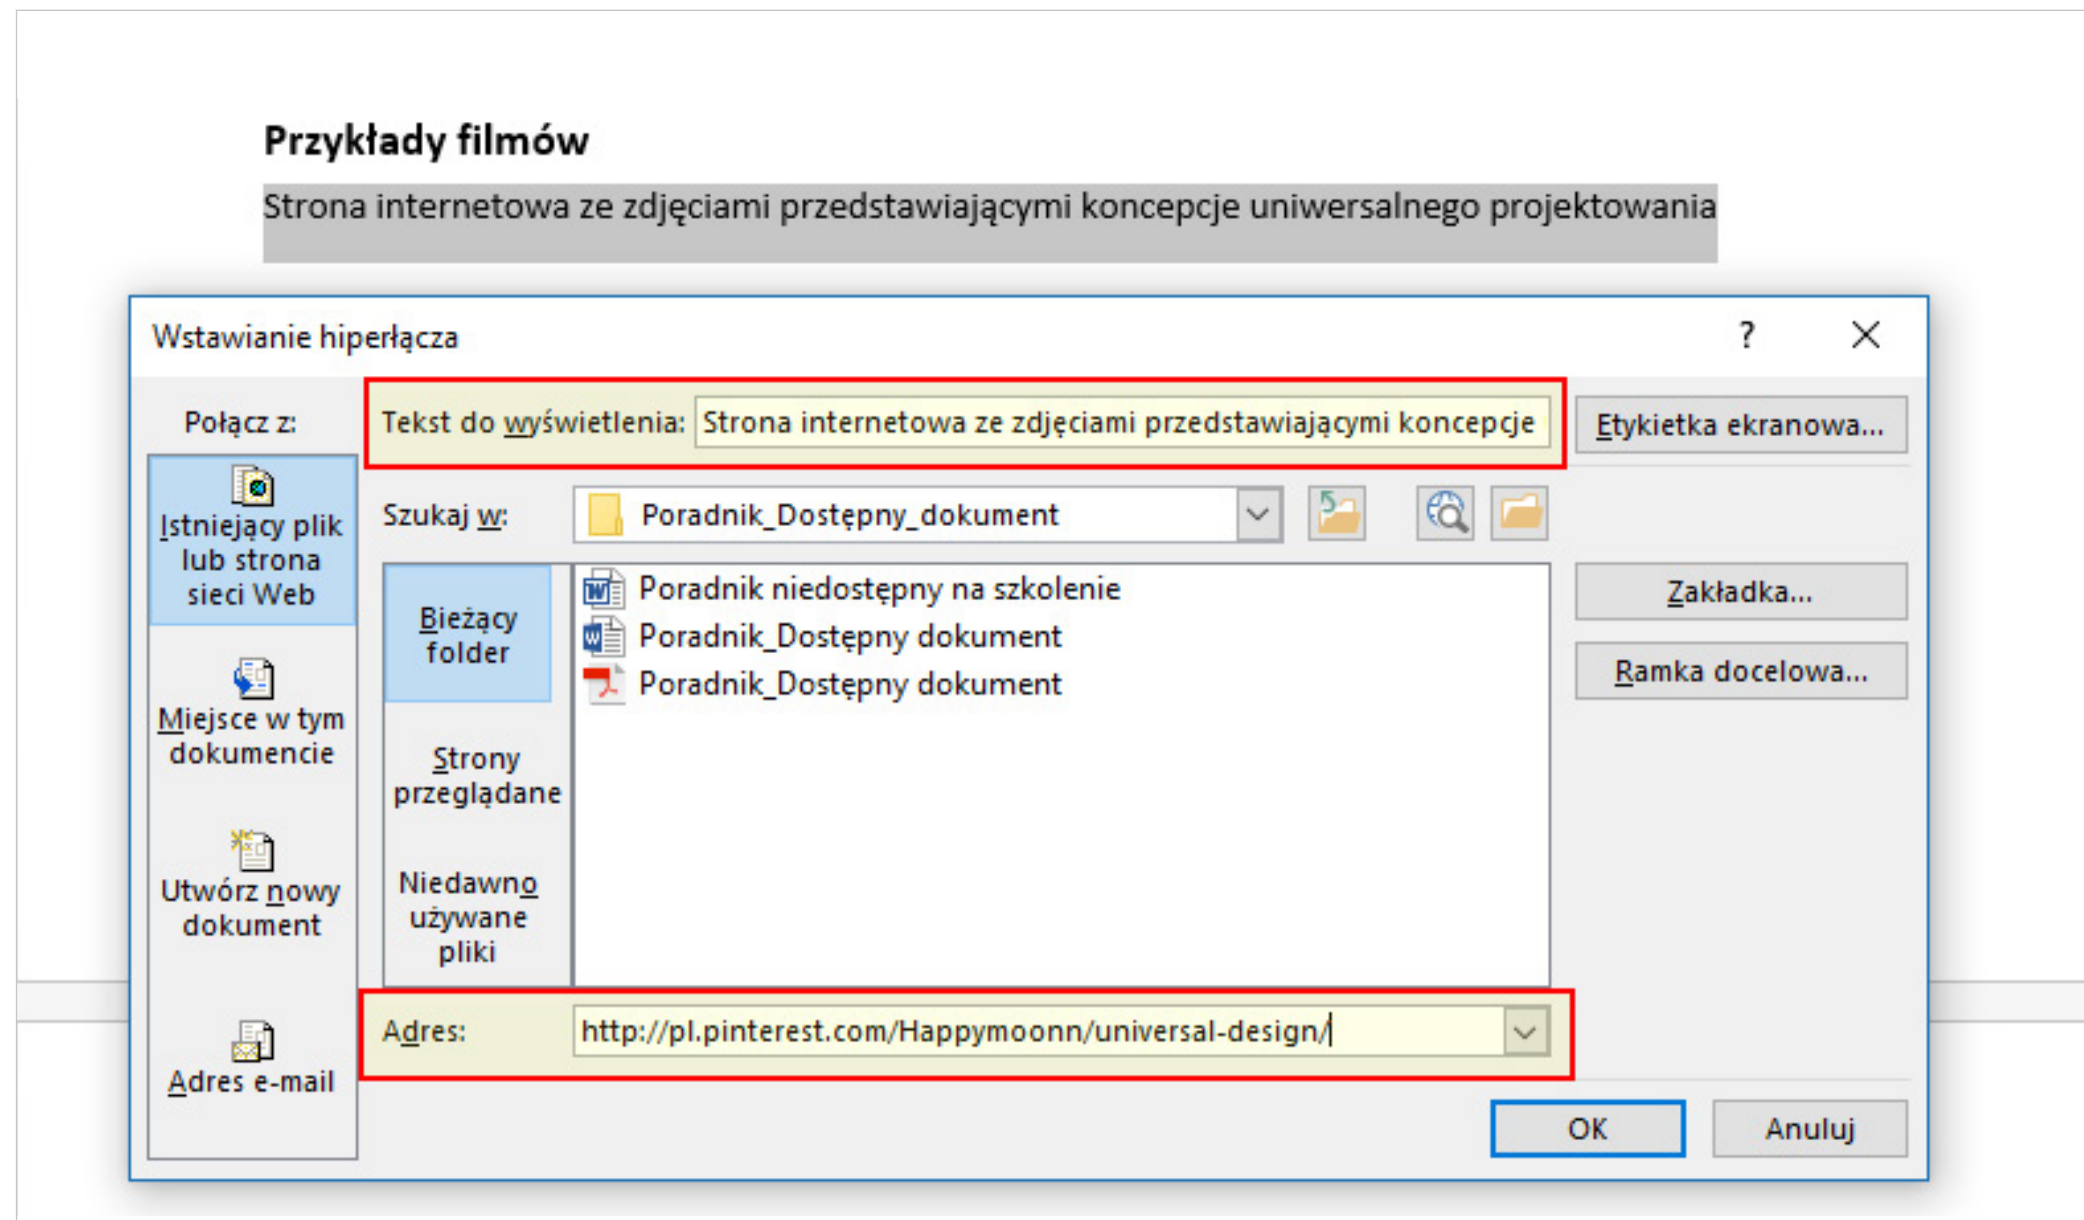 Przykłady filmów
Strona internetowa ze zdjęciami przedstawiającymi koncepcje uniwersalnego projektowania
Wstawianie hiperłącza
?
Połącz z:
Tekst do wyświetlenia: Strona internetowa ze zdjęciami przedstawiającymi koncepcje
Etykietka ekranowa...
Istniejący plik
lub strona
sieci Web
Miejsce w tym
dokumencie
Utwórz nowy
dokument
Adres e-mail
Szukaj w: Poradnik_Dostępny_dokument
Bieżący
folder
Strony
przeglądane
Niedawno
używane
pliki
Poradnik niedostępny na szkolenie
Poradnik_Dostępny dokument
Poradnik_Dostępny dokument
Zakładka...
Ramka docelowa...
Adres: http://pl.pinterest.com/Happymoonn/universal-design/
OK
Anuluj